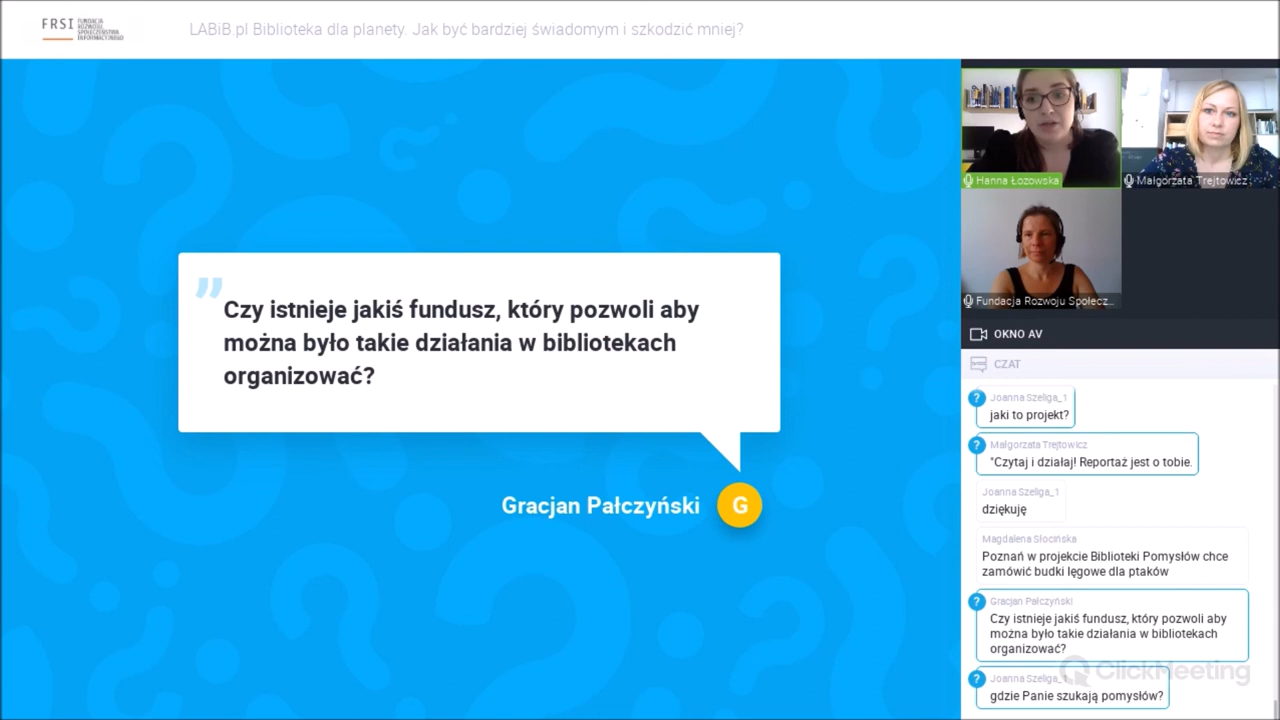 FRSI
FUNDACJA
ROZWOJU
SPOŁECZEŃSTWA
INFORMACYJNEGO
LABiB.pl Biblioteka dla planety. Jak być bardziej świadomym i szkodzić mniej?
Czy istnieje jakiś fundusz, który pozwoli aby
można było takie działania w bibliotekach
organizować?
Gracjan Pałczyński
G
Hanna Łozowska
Małgorzata Trejtowicz
Fundacja Rozwoju Społecz...
OKNO AV
CZAT
? Joanna Szeliga_1
jaki to projekt?
? Małgorzata Trejtowicz
"Czytaj i działaj! Reportaż jest o tobie.
Joanna Szeliga_1
dziękuję
Magdalena Słocińska
Poznań w projekcie Biblioteki Pomysłów chce
zamówić budki lęgowe dla ptaków
? Gracjan Pałczyński
Czy istnieje jakiś fundusz, który pozwoli aby
można było takie działania w bibliotekach
organizować?
? Joanna Szeliga_1
gdzie Panie szukają pomysłów?
ClickMeeting